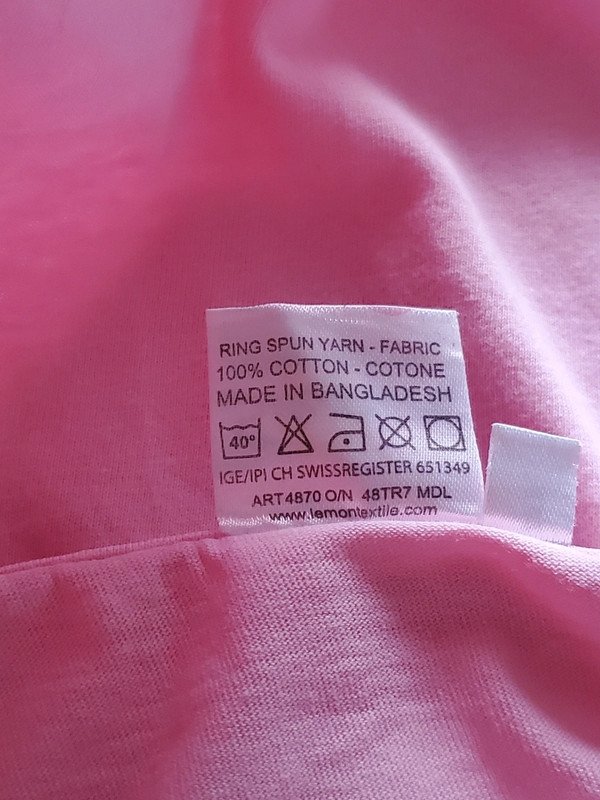 RING SPUN YARN - FABRIC
100% COTTON - COTONE
MADE IN BANGLADESH
40°
IGE/IPI CH SWISSREGISTER 651349
ART4870 O/N 48TR7 MDL
www.lemontextile.com